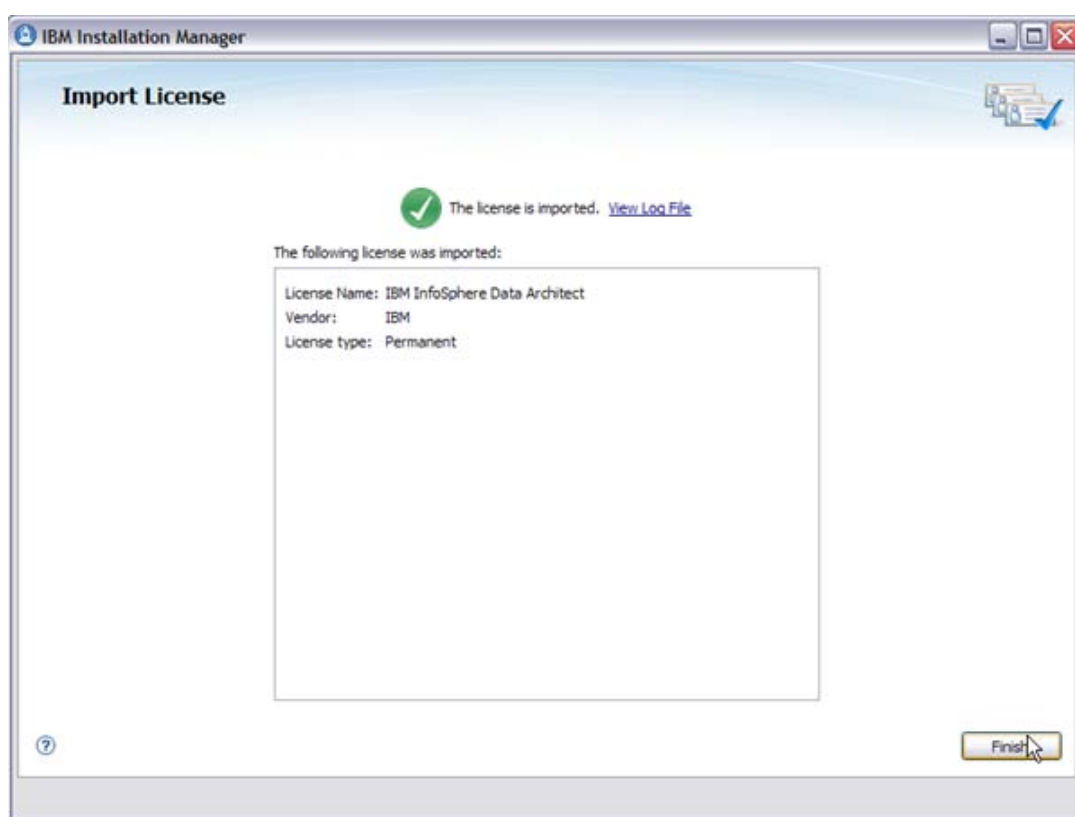 IBM Installation Manager
Import License
The license is imported. View Log File
The following license was imported:
License Name: IBM InfoSphere Data Architect
Vendor: IBM
License type: Permanent
?
Finish